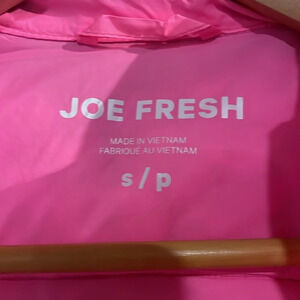 JOE FRESH
MADE IN VIETNAM
FABRIQUÉ AU VIETNAM
s/p